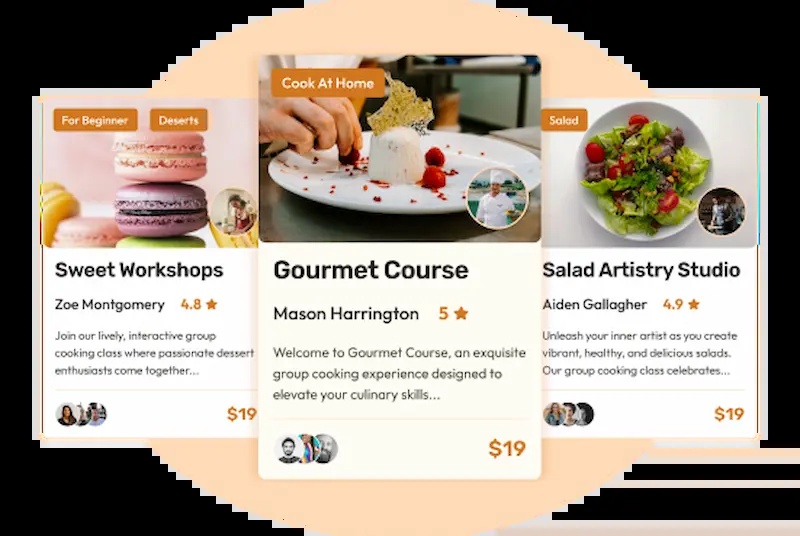 For Beginner
Deserts
Sweet Workshops
Zoe Montgomery 4.8
Join our lively, interactive group
cooking class where passionate dessert
enthusiasts come together...
$19
Cook At Home
Gourmet Course
Mason Harrington 5
Welcome to Gourmet Course, an exquisite
group cooking experience designed to
elevate your culinary skills...
$19
Salad
Salad Artistry Studio
Aiden Gallagher 4.9
Unleash your inner artist as you create
vibrant, healthy, and delicious salads.
Our group cooking class celebrates...
$19